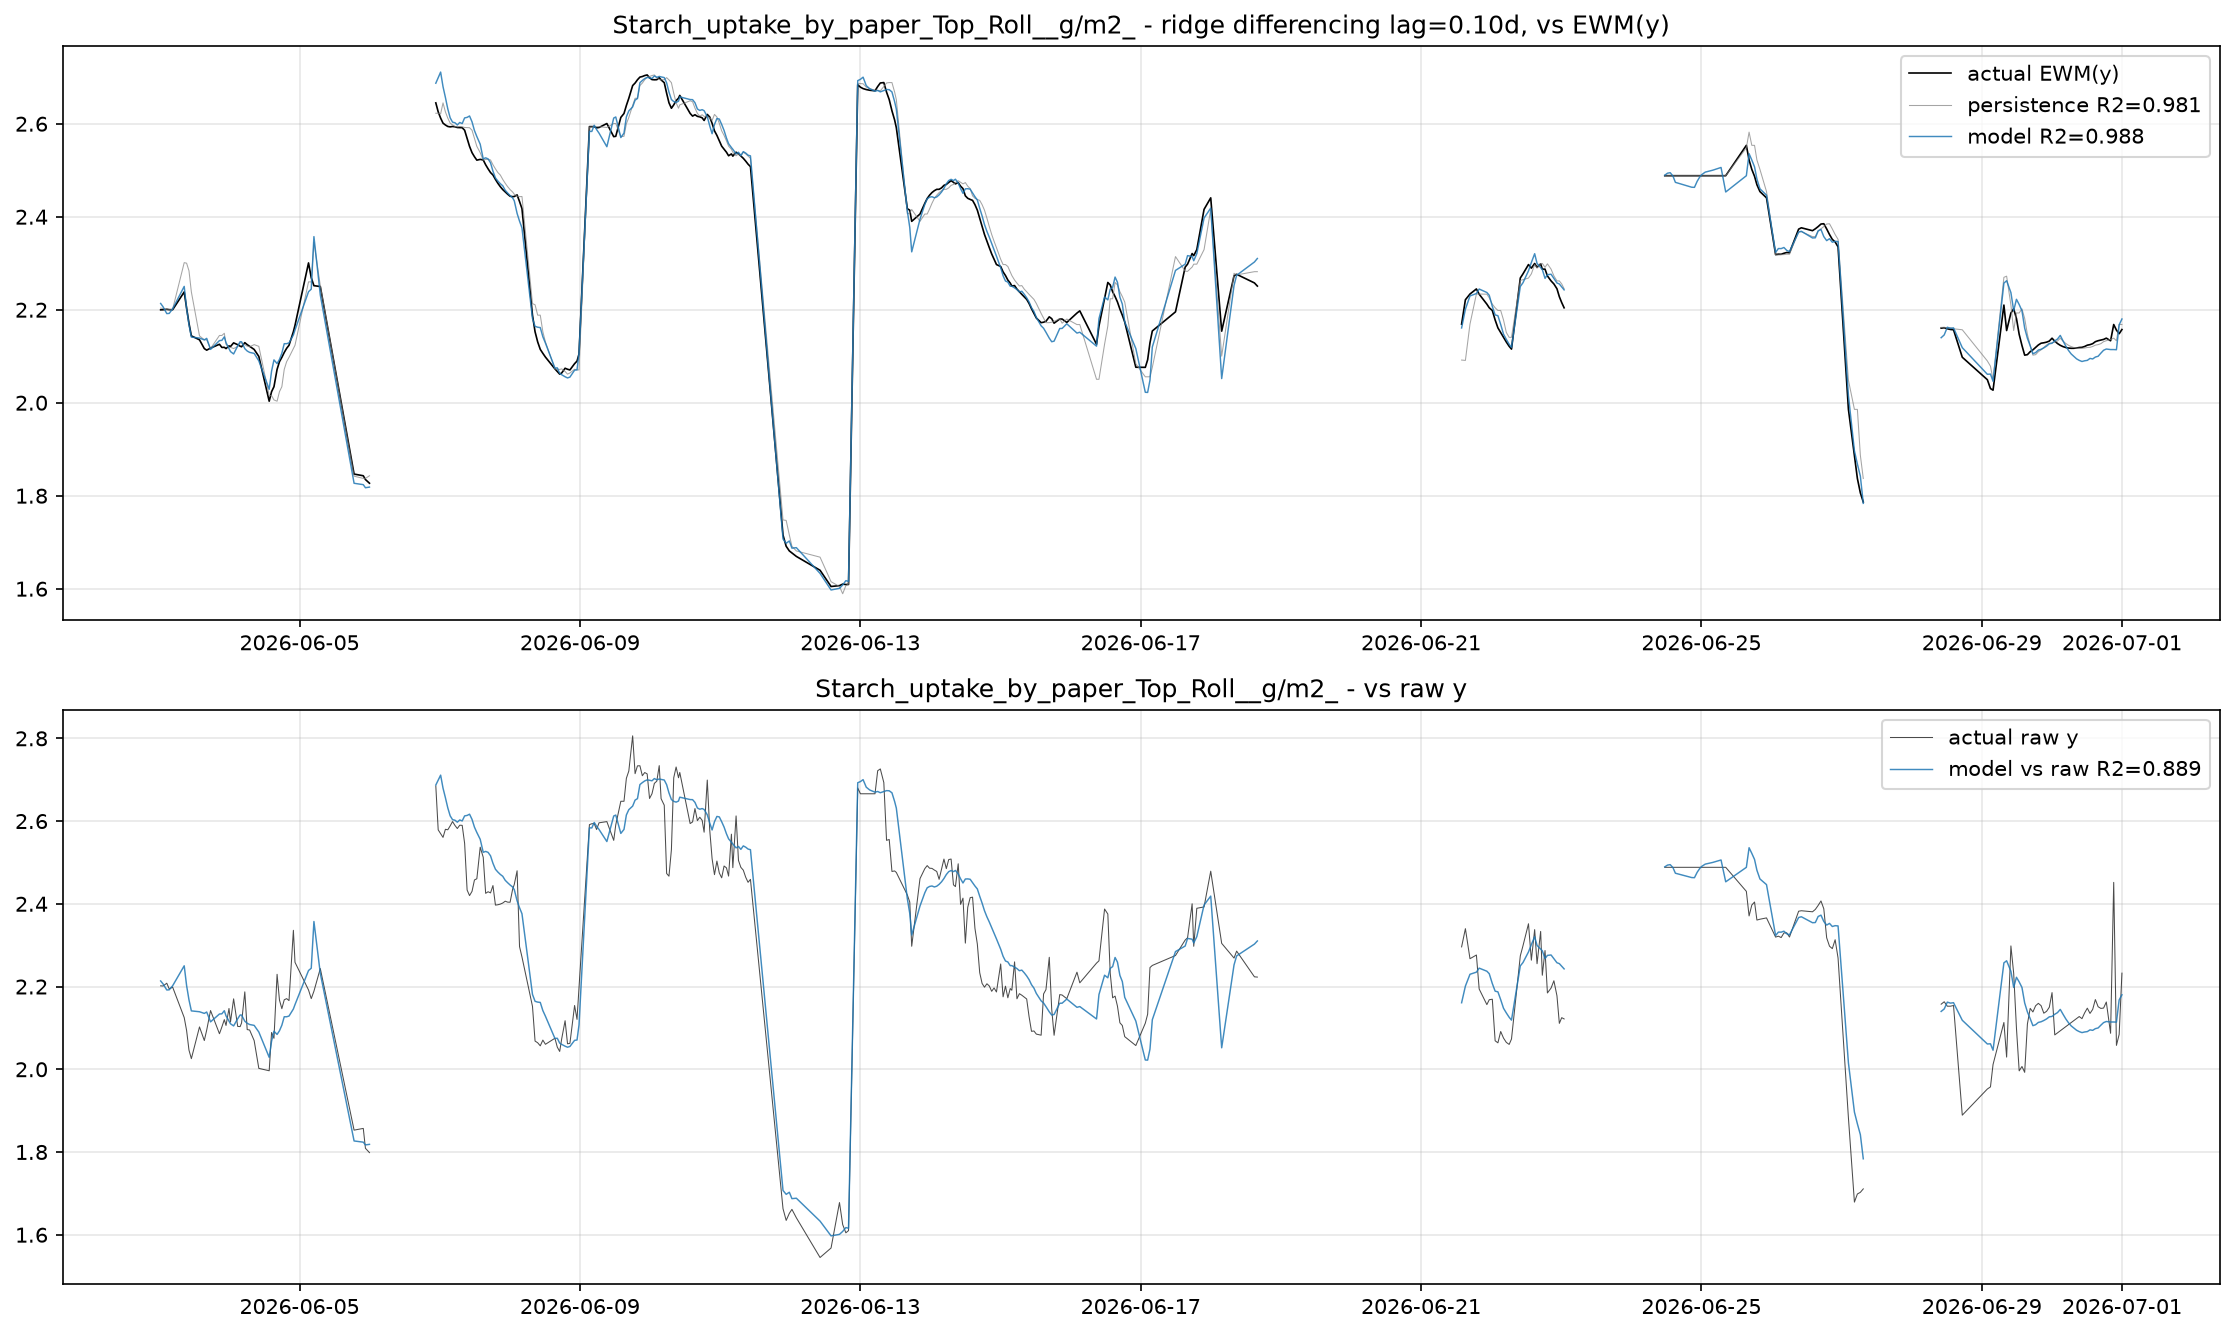 Starch_uptake_by_paper_Top_Roll__g/m2_ - ridge differencing lag=0.10d, vs EWM(y)
actual EWM(y)
persistence R2=0.981
model R2=0.988
2.6
2.4
2.2
2.0
1.8
1.6
2026-06-05 2026-06-09 2026-06-13 2026-06-17 2026-06-21 2026-06-25 2026-06-29 2026-07-01
Starch_uptake_by_paper_Top_Roll__g/m2_ - vs raw y
actual raw y
model vs raw R2=0.889
2.8
2.6
2.4
2.2
2.0
1.8
1.6
2026-06-05 2026-06-09 2026-06-13 2026-06-17 2026-06-21 2026-06-25 2026-06-29 2026-07-01